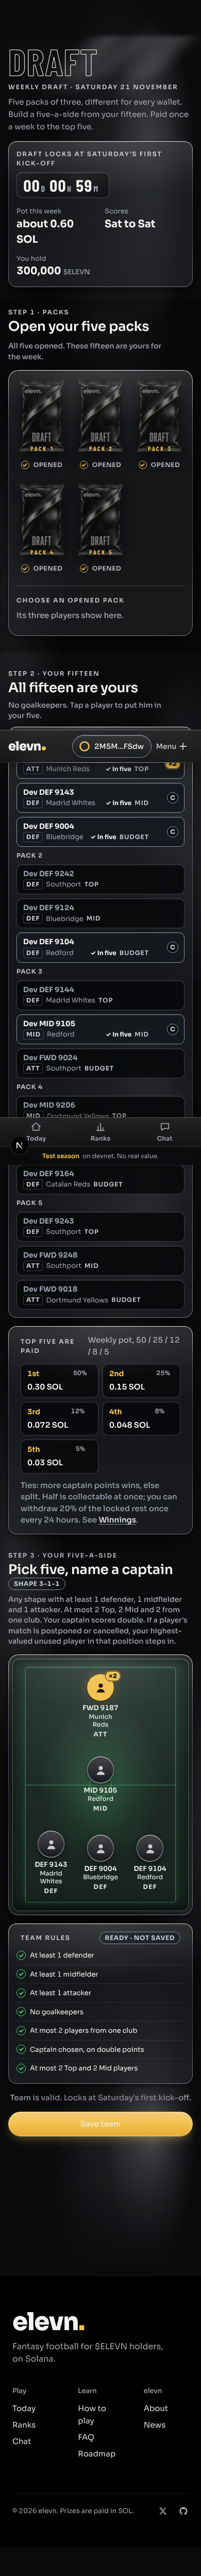 DRAFT
WEEKLY DRAFT · SATURDAY 21 NOVEMBER
Five packs of three, different for every wallet.
Build a five-a-side from your fifteen. Paid once
a week to the top five.
DRAFT LOCKS AT SATURDAY'S FIRST
KICK-OFF
00D 00H 59M
Pot this week
about 0.60
SOL
Scores
Sat to Sat
You hold
300,000 $ELEVN
STEP 1 · PACKS
Open your five packs
All five opened. These fifteen are yours for
the week.
elevn.
DRAFT
PACK 1
OPENED
elevn.
DRAFT
PACK 2
OPENED
elevn.
DRAFT
PACK 3
OPENED
elevn.
DRAFT
PACK 4
OPENED
elevn.
DRAFT
PACK 5
OPENED
CHOOSE AN OPENED PACK
Its three players show here.
STEP 2 · YOUR FIFTEEN
All fifteen are yours
No goalkeepers. Tap a player to put him in
your five.
elevn.
2M5M...FSdw
Menu
ATT Munich Reds ✓ In five TOP
Dev DEF 9143
DEF Madrid Whites ✓ In five MID
C
Dev DEF 9004
DEF Bluebridge ✓ In five BUDGET
C
PACK 2
Dev DEF 9242
DEF Southport TOP
Dev DEF 9124
DEF Bluebridge MID
Dev DEF 9104
DEF Redford ✓ In five BUDGET
C
PACK 3
Dev DEF 9144
DEF Madrid Whites TOP
Dev MID 9105
MID Redford ✓ In five MID
C
Dev FWD 9024
ATT Southport BUDGET
PACK 4
Dev MID 9206
MID Dortmund Yellows TOP
Today
Ranks
Chat
N
Test season on devnet. No real value.
Dev DEF 9164
DEF Catalan Reds BUDGET
PACK 5
Dev DEF 9243
DEF Southport TOP
Dev FWD 9248
ATT Southport MID
Dev FWD 9018
ATT Dortmund Yellows BUDGET
TOP FIVE ARE
PAID
Weekly pot, 50 / 25 / 12
/ 8 / 5
1st 50%
0.30 SOL
2nd 25%
0.15 SOL
3rd 12%
0.072 SOL
4th 8%
0.048 SOL
5th 5%
0.03 SOL
Ties: more captain points wins, else
split. Half is collectable at once; you can
withdraw 20% of the locked rest once
every 24 hours. See Winnings.
STEP 3 · YOUR FIVE-A-SIDE
Pick five, name a captain
SHAPE 3-1-1
Any shape with at least 1 defender, 1 midfielder
and 1 attacker. At most 2 Top, 2 Mid and 2 from
one club. Your captain scores double. If a player's
match is postponed or cancelled, your highest-
valued unused player in that position steps in.
×2
FWD 9187
Munich
Reds
ATT
MID 9105
Redford
MID
DEF 9143
Madrid
Whites
DEF
DEF 9004
Bluebridge
DEF
DEF 9104
Redford
DEF
TEAM RULES
READY · NOT SAVED
At least 1 defender
At least 1 midfielder
At least 1 attacker
No goalkeepers
At most 2 players from one club
Captain chosen, on double points
At most 2 Top and 2 Mid players
Team is valid. Locks at Saturday's first kick-off.
Save team
elevn.
Fantasy football for $ELEVN holders,
on Solana.
Play
Today
Ranks
Chat
Learn
How to
play
FAQ
Roadmap
elevn
About
News
© 2026 elevn. Prizes are paid in SOL.